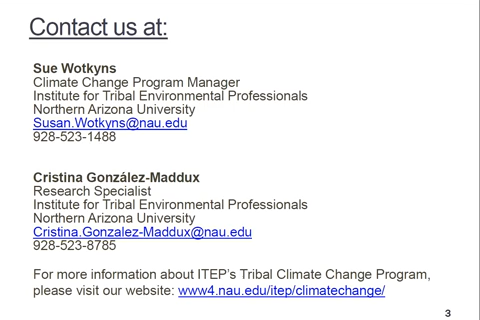 Contact us at:
Sue Wotkyns
Climate Change Program Manager
Institute for Tribal Environmental Professionals
Northern Arizona University
Susan.Wotkyns@nau.edu
928-523-1488
Cristina González-Maddux
Research Specialist
Institute for Tribal Environmental Professionals
Northern Arizona University
Cristina.Gonzalez-Maddux@nau.edu
928-523-8785
For more information about ITEP’s Tribal Climate Change Program,
please visit our website: www4.nau.edu/itep/climatechange/
3